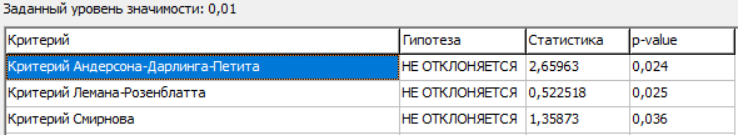 Заданный уровень значимости: 0,01
Критерий Гипотеза Статистика p-value
Критерий Андерсона-Дарлинга-Петита НЕ ОТКЛОНЯЕТСЯ 2,65963 0,024
Критерий Лемана-Розенблатта НЕ ОТКЛОНЯЕТСЯ 0,522518 0,025
Критерий Смирнова НЕ ОТКЛОНЯЕТСЯ 1,35873 0,036